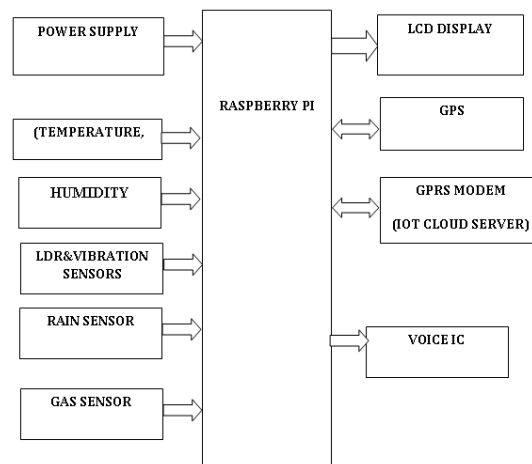 POWER SUPPLY
(TEMPERATURE,
HUMIDITY
LDR&VIBRATION
SENSORS
RAIN SENSOR
GAS SENSOR
RASPBERRY PI
LCD DISPLAY
GPS
GPRS MODEM
(IOT CLOUD SERVER)
VOICE IC